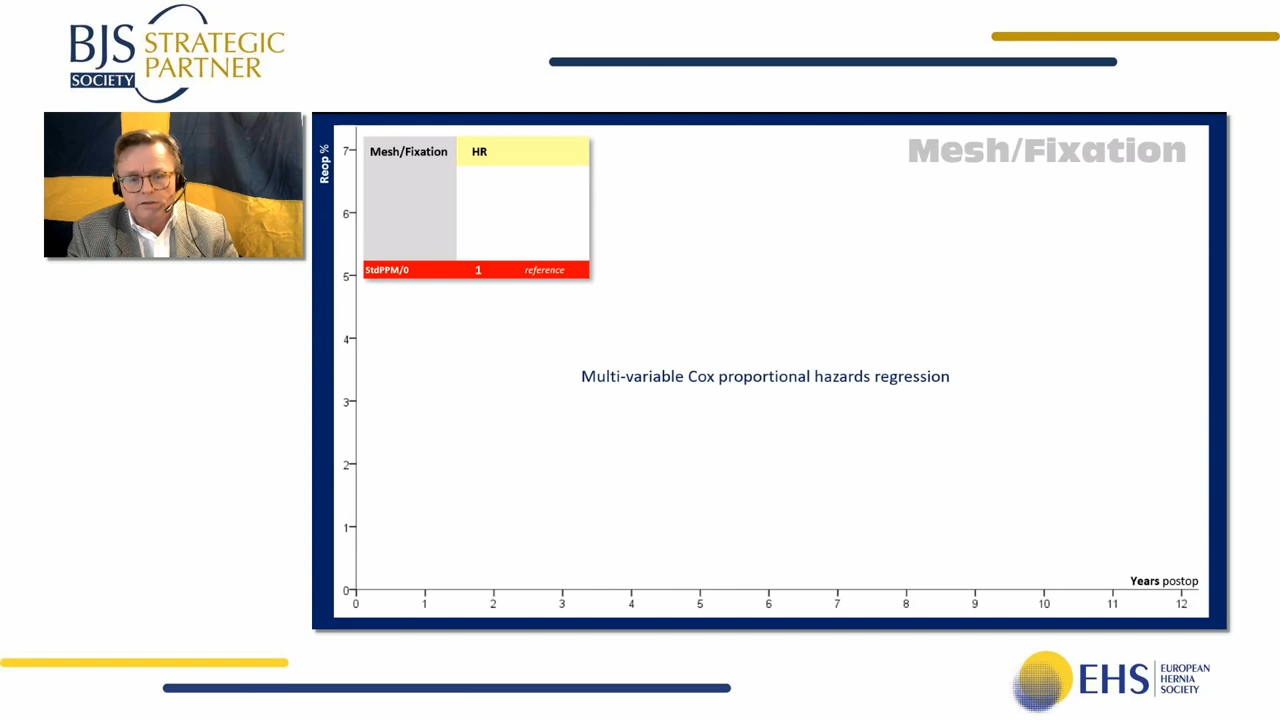 BJS STRATEGIC
SOCIETY PARTNER
Mesh/Fixation
Reop %
Mesh/Fixation HR
StdPPM/0 1 reference
7
6
5
4
3
2
1
0
Multi-variable Cox proportional hazards regression
Years postop
0 1 2 3 4 5 6 7 8 9 10 11 12
EHS EUROPEAN
HERNIA
SOCIETY